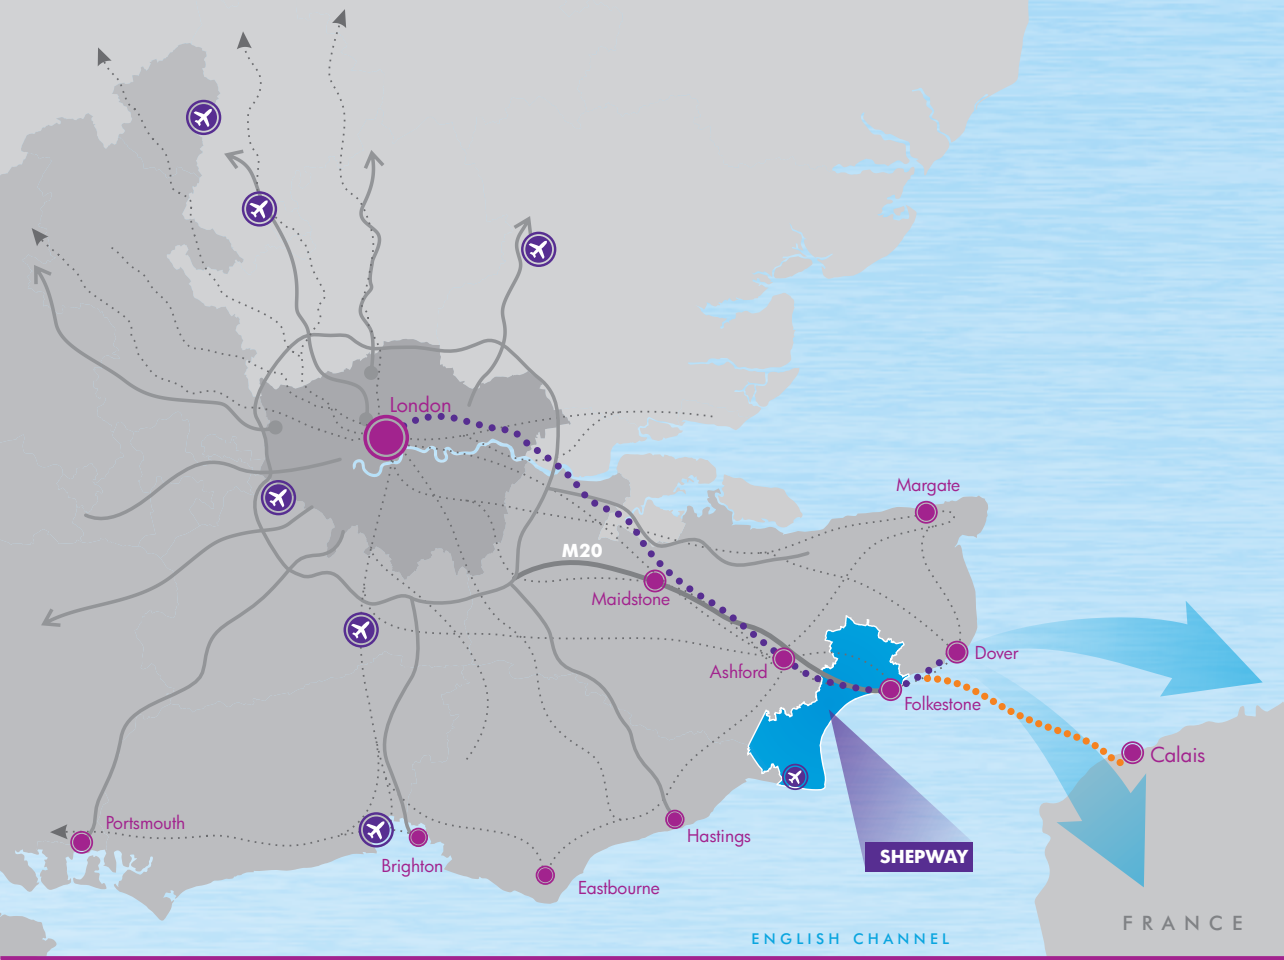 London
Margate
M20
Maidstone
Dover
Ashford
Folkestone
Calais
Portsmouth
Hastings
SHEPWAY
Brighton
Eastbourne
FRANCE
ENGLISH CHANNEL